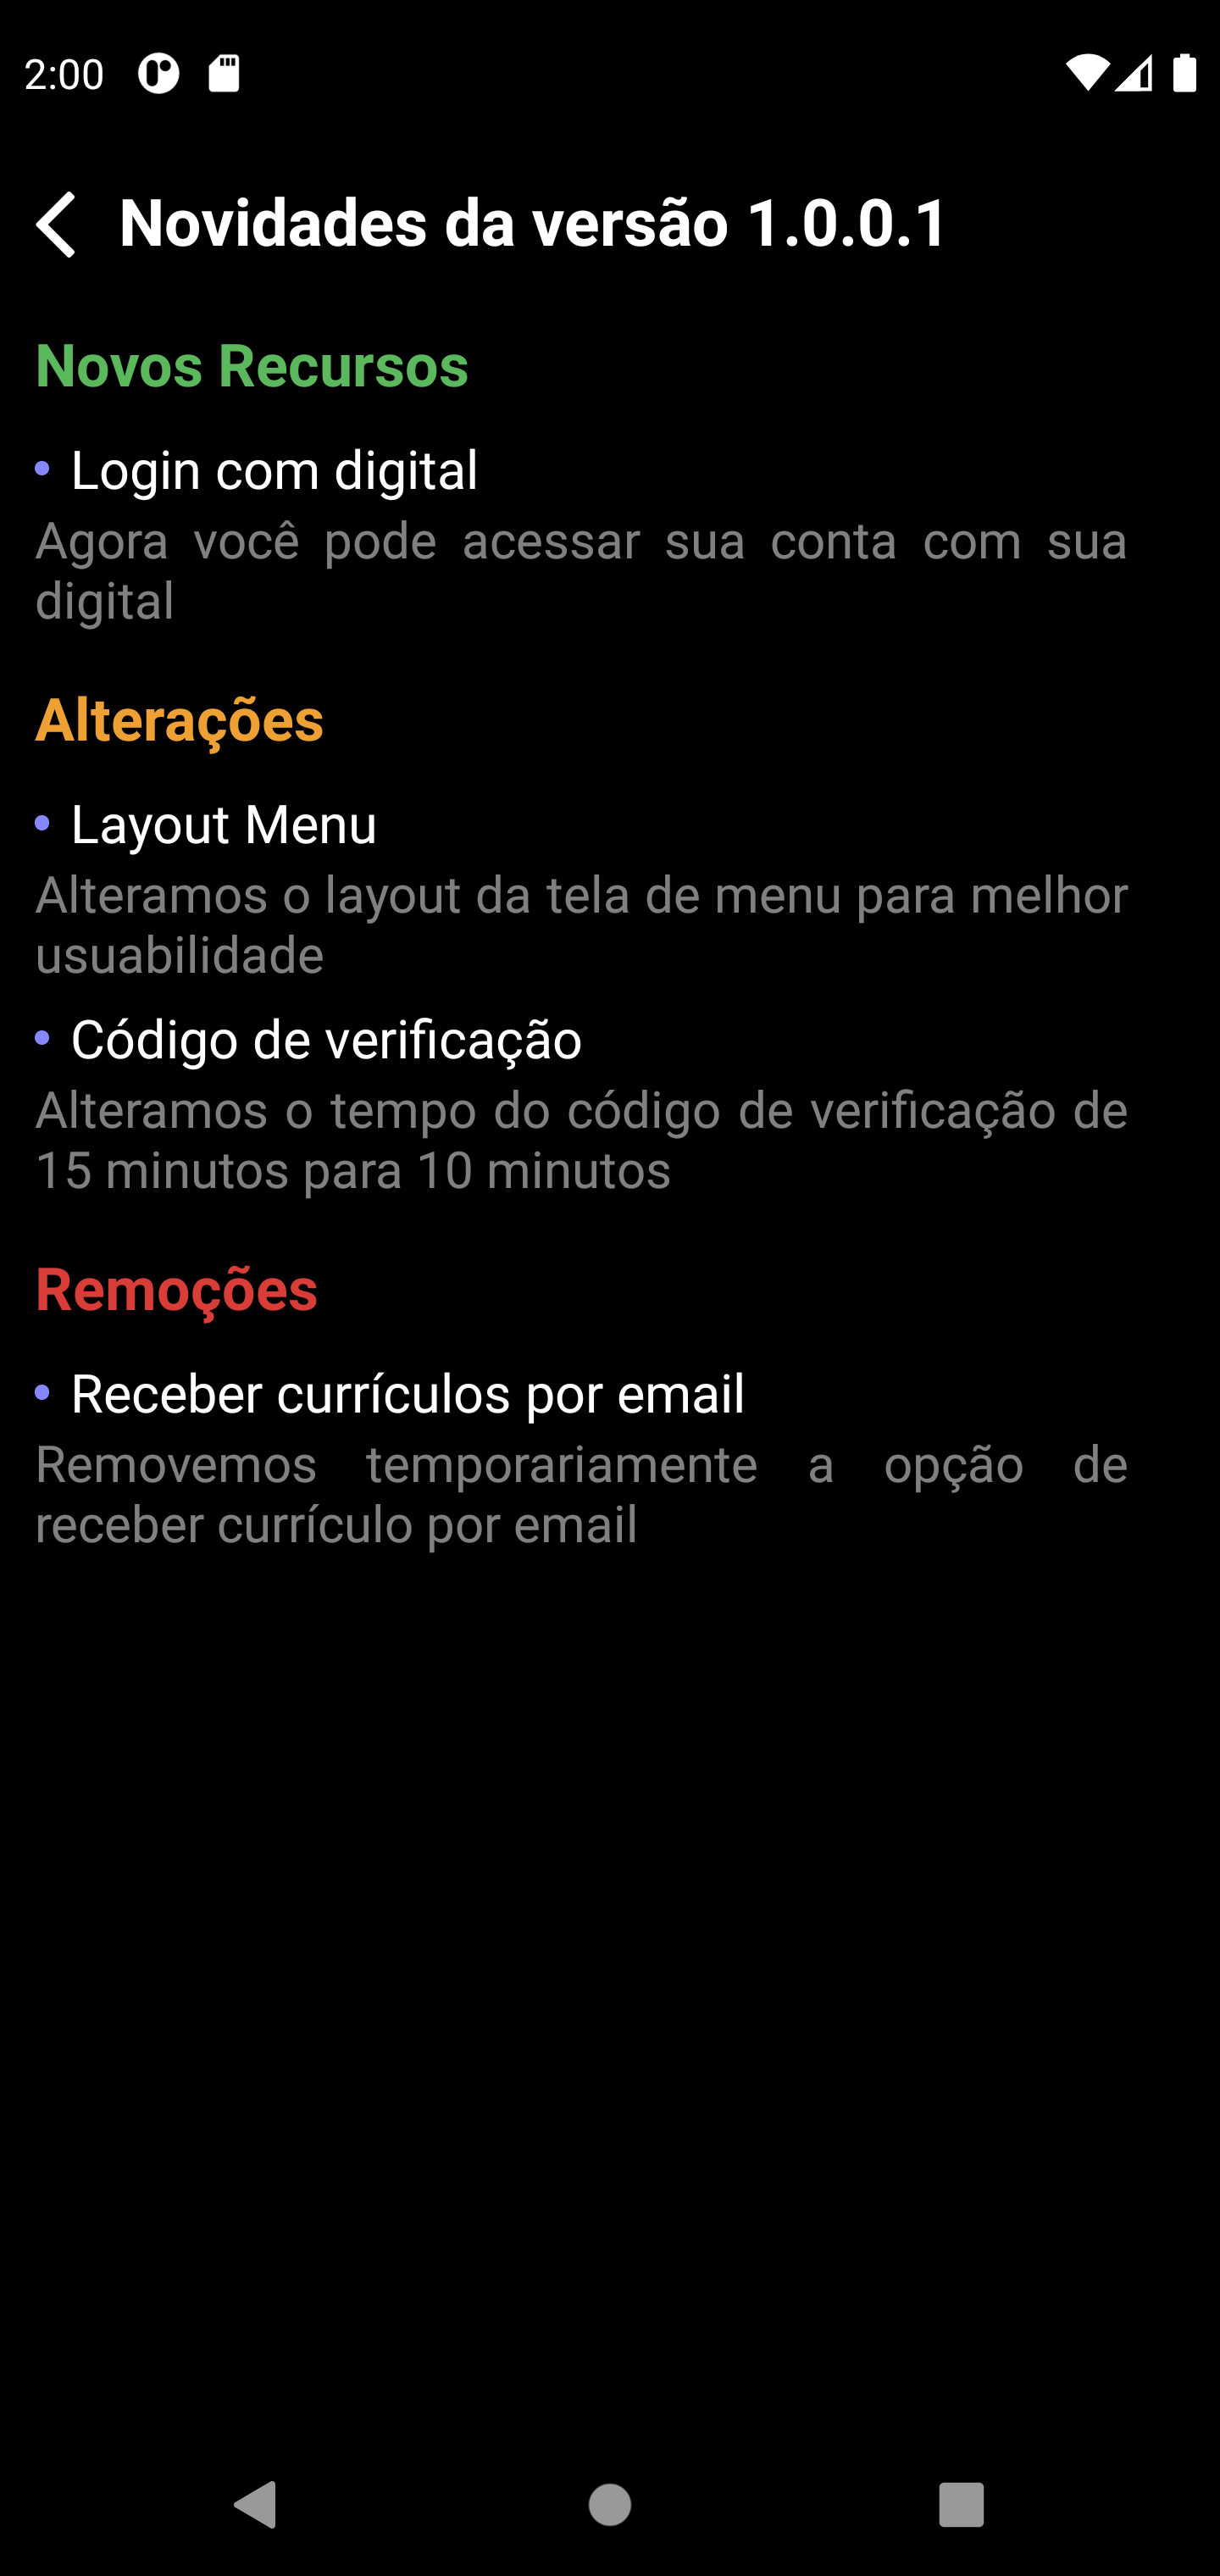 2:00
Novidades da versão 1.0.0.1
Novos Recursos
• Login com digital
Agora você pode acessar sua conta com sua
digital
Alterações
• Layout Menu
Alteramos o layout da tela de menu para melhor
usuabilidade
• Código de verificação
Alteramos o tempo do código de verificação de
15 minutos para 10 minutos
Remoções
• Receber currículos por email
Removemos temporariamente a opção de
receber currículo por email